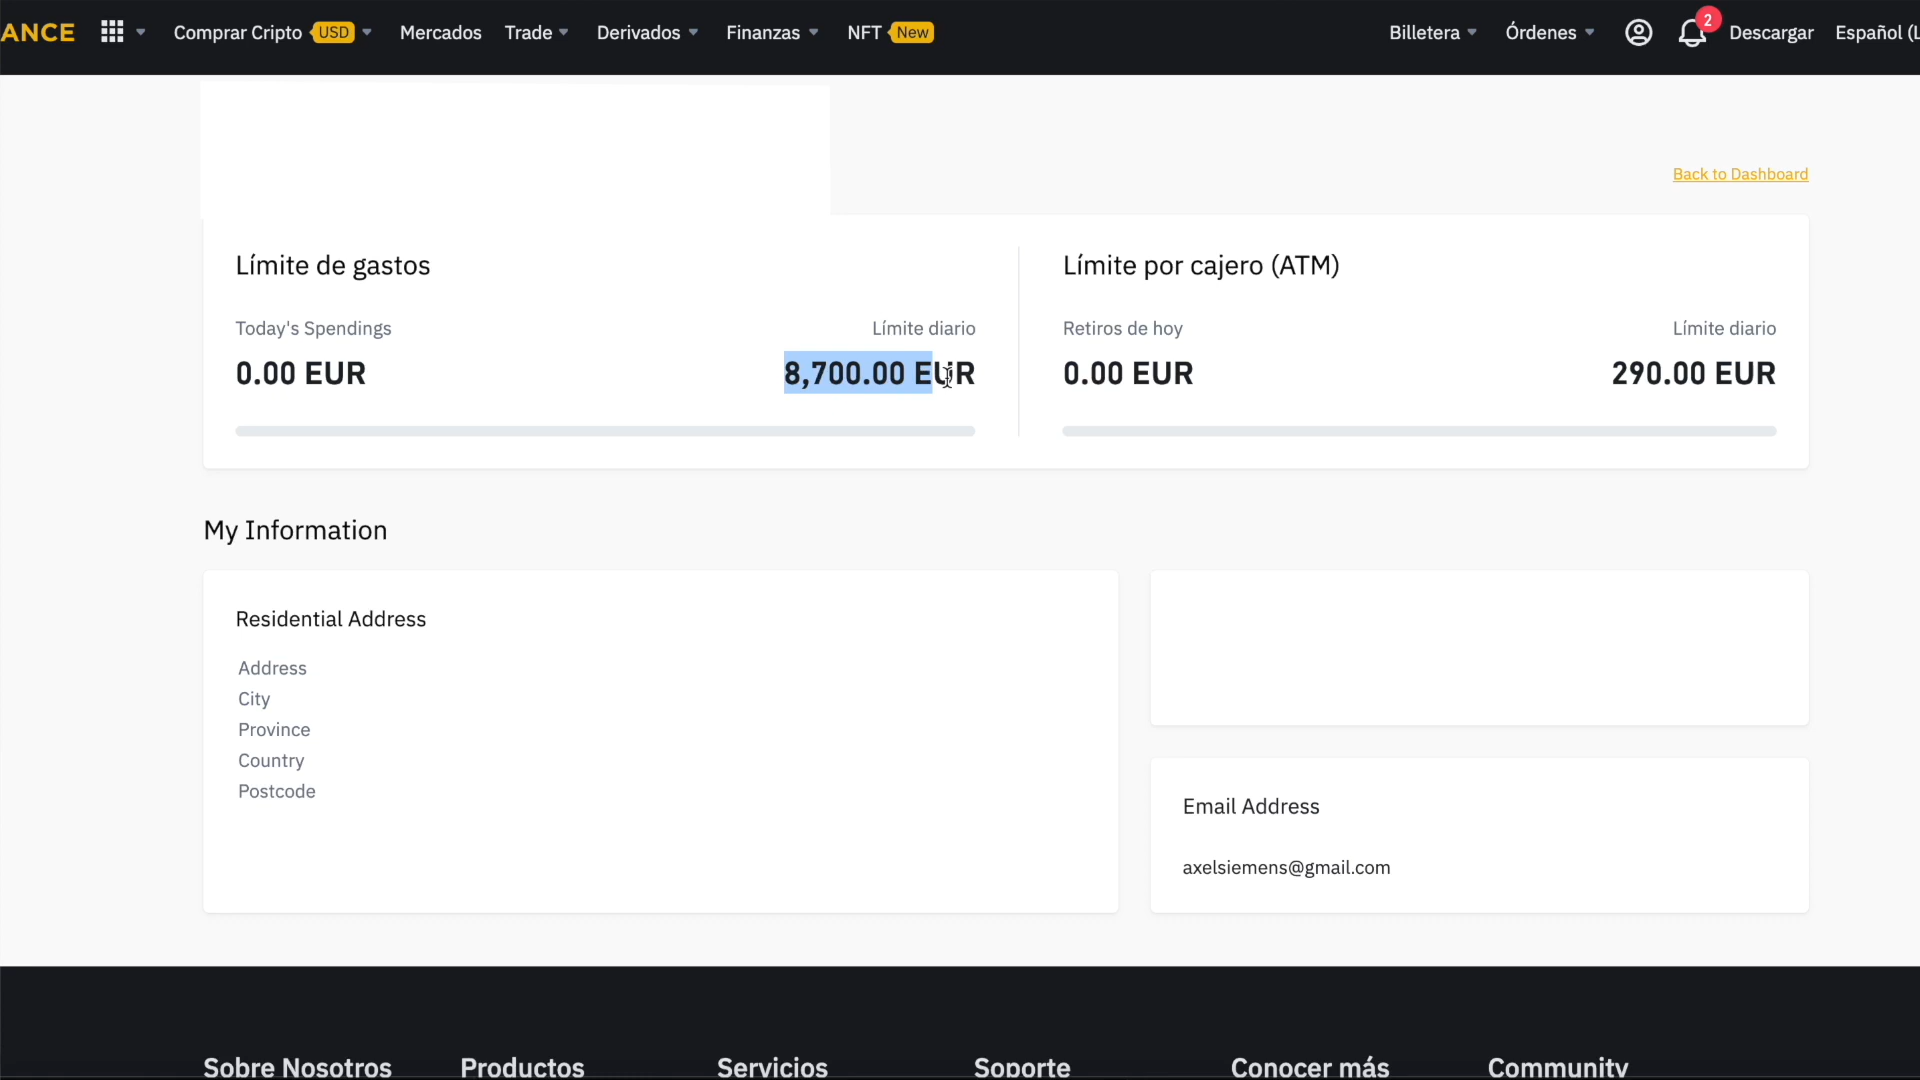 ANCE Comprar Cripto USD Mercados Trade Derivados Finanzas NFT New Billetera Órdenes 2 Descargar Español (L
Back to Dashboard
Límite de gastos
Today's Spendings Límite diario
0.00 EUR 8,700.00 EUR
Límite por cajero (ATM)
Retiros de hoy Límite diario
0.00 EUR 290.00 EUR
My Information
Residential Address
Address
City
Province
Country
Postcode
Email Address
axelsiemens@gmail.com
Sobre Nosotros Productos Servicios Soporte Conocer más Community